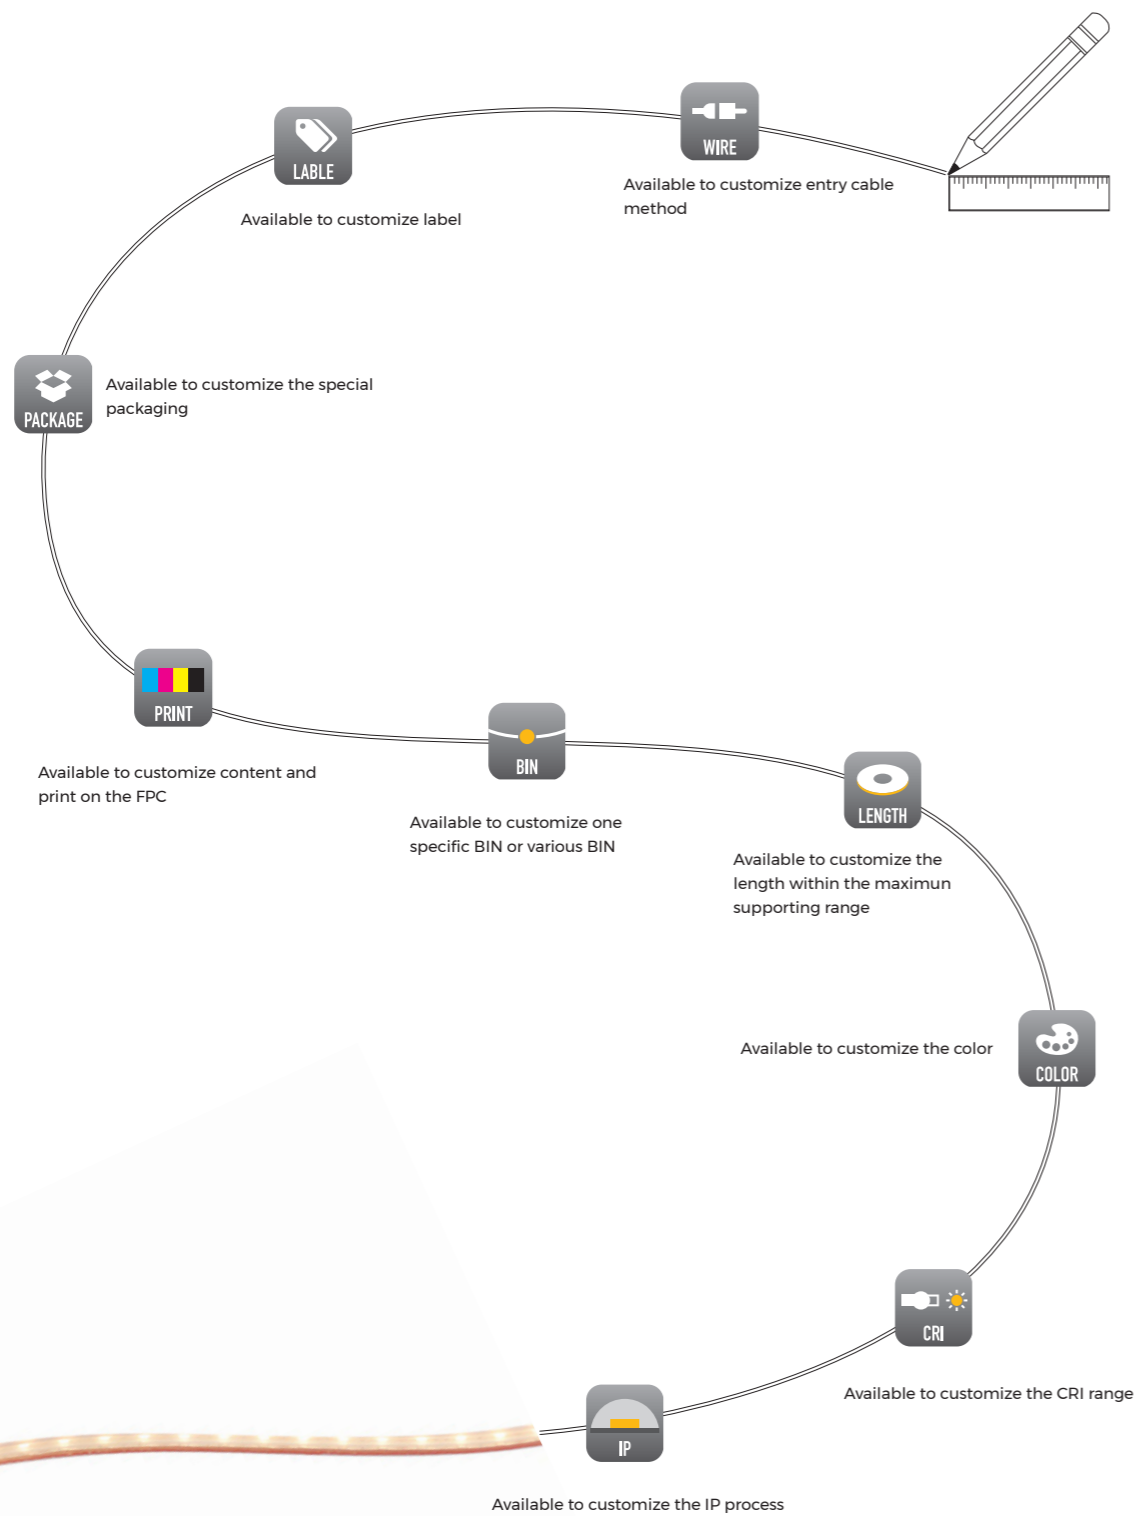 WIRE
Available to customize entry cable
method
LABLE
Available to customize label
PACKAGE
Available to customize the special
packaging
PRINT
Available to customize content and
print on the FPC
BIN
Available to customize one
specific BIN or various BIN
LENGTH
Available to customize the
length within the maximun
supporting range
COLOR
Available to customize the color
CRI
Available to customize the CRI range
IP
Available to customize the IP process